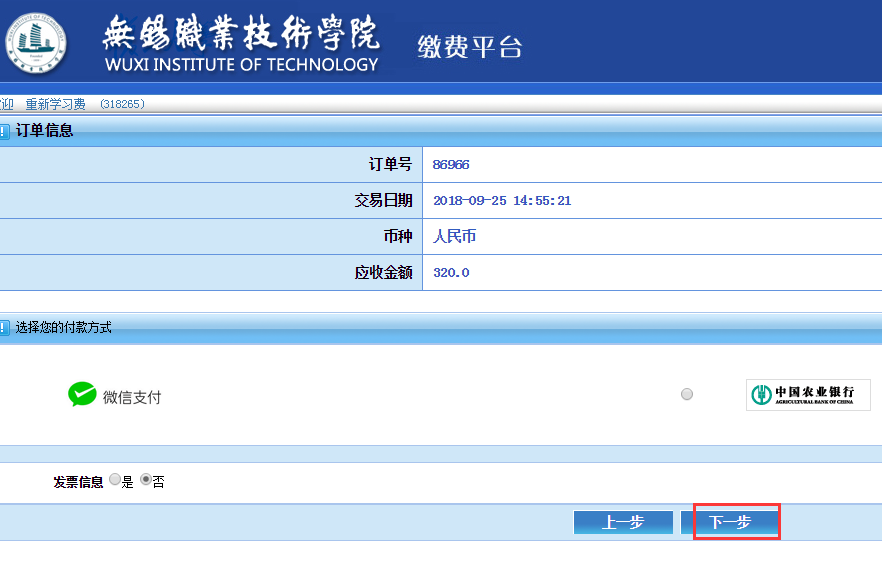 無錫職業技術學院
WUXI INSTITUTE OF TECHNOLOGY
缴费平台
迎 重新学习费 (318265)
订单信息
订单号 86966
交易日期 2018-09-25 14:55:21
币种 人民币
应收金额 320.0
选择您的付款方式
微信支付
中国农业银行
AGRICULTURAL BANK OF CHINA
发票信息 是 否
上一步 下一步